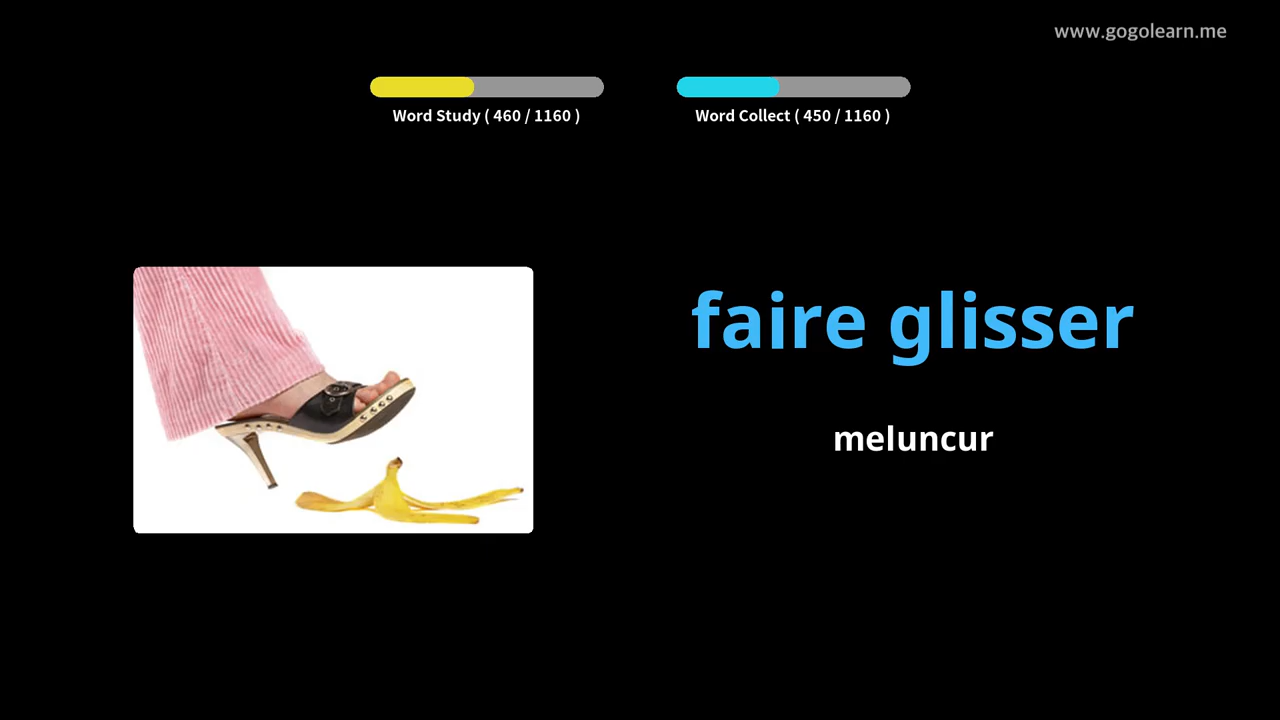 www.gogolearn.me
Word Study ( 460 / 1160 )
Word Collect ( 450 / 1160 )
faire glisser
meluncur